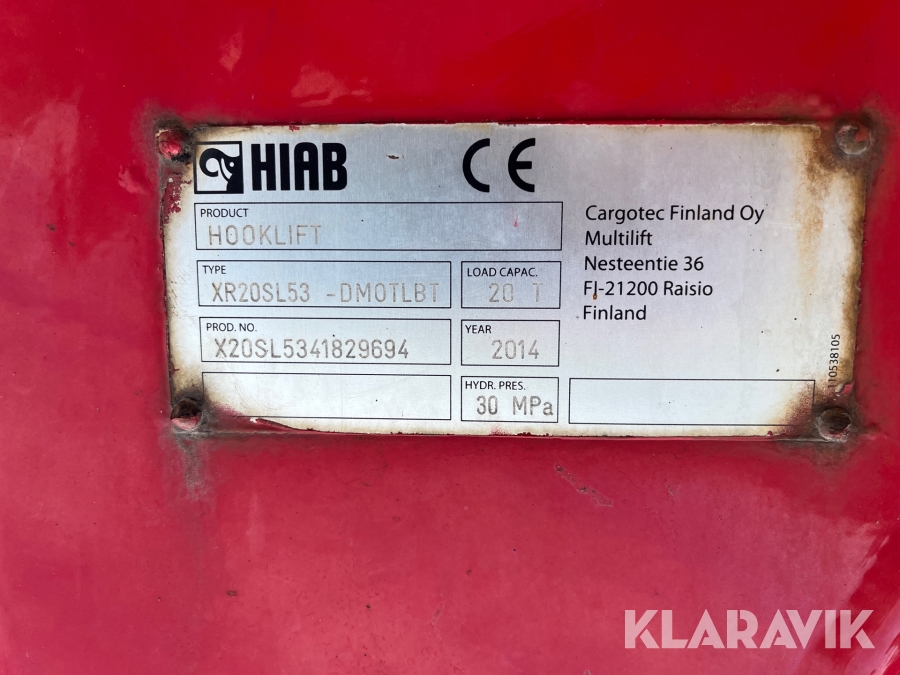 HIAB CE
PRODUCT
HOOKLIFT
TYPE
XR20SL53 -DMOTLBT
LOAD CAPAC.
20 T
PROD. NO.
X20SL5341829694
YEAR
2014
HYDR. PRES.
30 MPa
Cargotec Finland Oy
Multilift
Nesteentie 36
FI-21200 Raisio
Finland
110538105
KLARAVIK